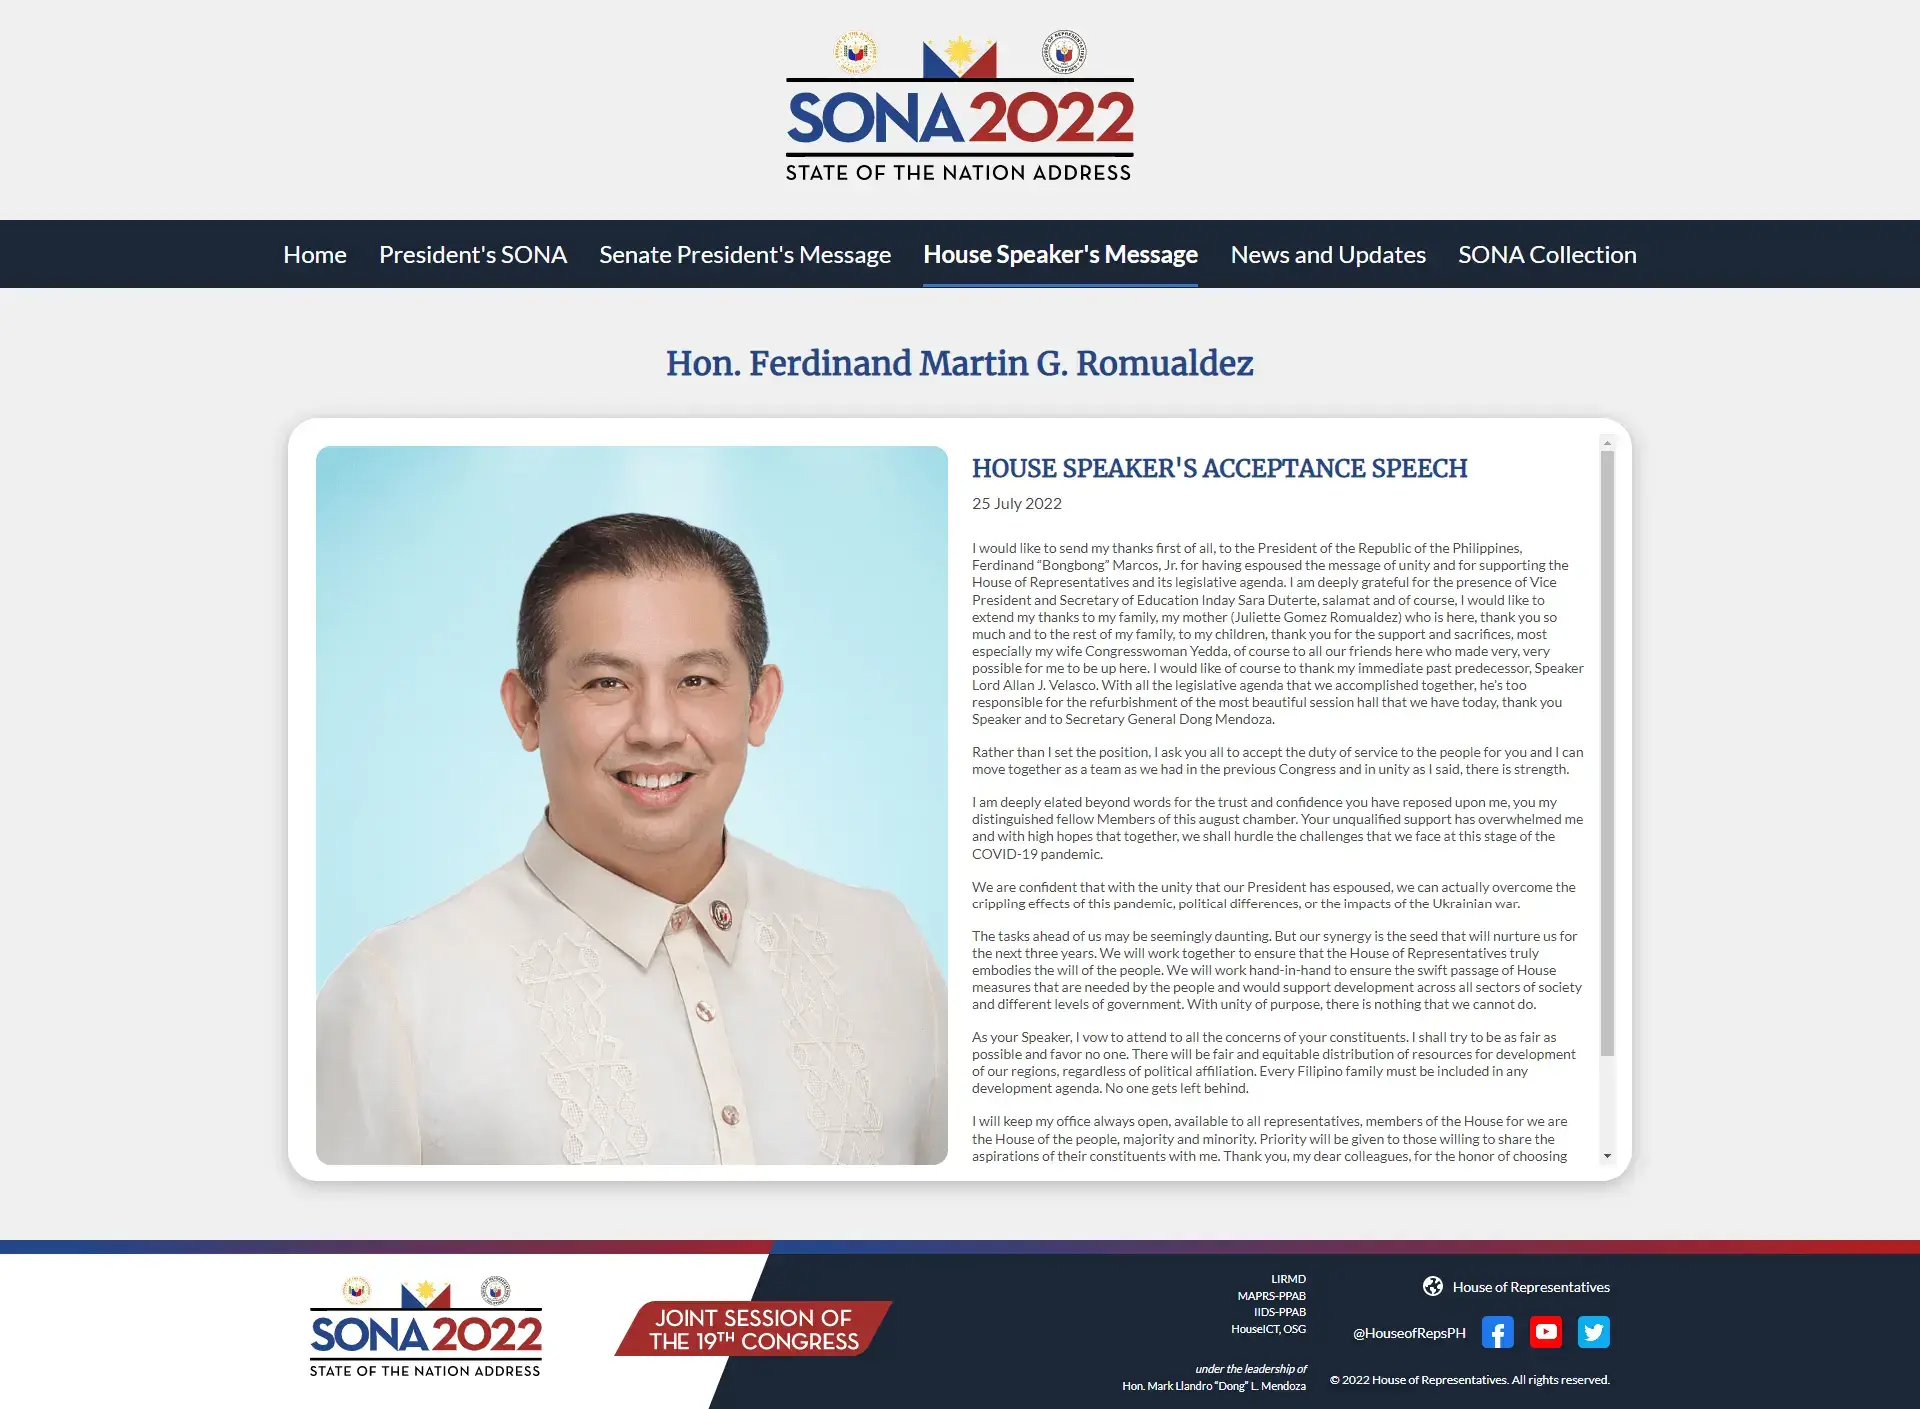 SONA 2022
STATE OF THE NATION ADDRESS
Home President's SONA Senate President's Message House Speaker's Message News and Updates SONA Collection
Hon. Ferdinand Martin G. Romualdez
HOUSE SPEAKER'S ACCEPTANCE SPEECH
25 July 2022
I would like to send my thanks first of all, to the President of the Republic of the Philippines,
Ferdinand “Bongbong” Marcos, Jr. for having espoused the message of unity and for supporting the
House of Representatives and its legislative agenda. I am deeply grateful for the presence of Vice
President and Secretary of Education Inday Sara Duterte, salamat and of course, I would like to
extend my thanks to my family, my mother (Juliette Gomez Romualdez) who is here, thank you so
much and to the rest of my family, to my children, thank you for the support and sacrifices, most
especially my wife Congresswoman Yedda, of course to all our friends here who made very, very
possible for me to be up here. I would like of course to thank my immediate past predecessor, Speaker
Lord Allan J. Velasco. With all the legislative agenda that we accomplished together, he's too
responsible for the refurbishment of the most beautiful session hall that we have today, thank you
Speaker and to Secretary General Dong Mendoza.
Rather than I set the position, I ask you all to accept the duty of service to the people for you and I can
move together as a team as we had in the previous Congress and in unity as I said, there is strength.
I am deeply elated beyond words for the trust and confidence you have reposed upon me, you my
distinguished fellow Members of this august chamber. Your unqualified support has overwhelmed me
and with high hopes that together, we shall hurdle the challenges that we face at this stage of the
COVID-19 pandemic.
We are confident that with the unity that our President has espoused, we can actually overcome the
crippling effects of this pandemic, political differences, or the impacts of the Ukrainian war.
The tasks ahead of us may be seemingly daunting. But our synergy is the seed that will nurture us for
the next three years. We will work together to ensure that the House of Representatives truly
embodies the will of the people. We will work hand-in-hand to ensure the swift passage of House
measures that are needed by the people and would support development across all sectors of society
and different levels of government. With unity of purpose, there is nothing that we cannot do.
As your Speaker, I vow to attend to all the concerns of your constituents. I shall try to be as fair as
possible and favor no one. There will be fair and equitable distribution of resources for development
of our regions, regardless of political affiliation. Every Filipino family must be included in any
development agenda. No one gets left behind.
I will keep my office always open, available to all representatives, members of the House for we are
the House of the people, majority and minority. Priority will be given to those willing to share the
aspirations of their constituents with me. Thank you, my dear colleagues, for the honor of choosing
SONA 2022
STATE OF THE NATION ADDRESS
JOINT SESSION OF
THE 19TH CONGRESS
LIRMD
MAPRS-PPAB
IIDS-PPAB
HouseICT, OSG
under the leadership of
Hon. Mark Llandro “Dong” L. Mendoza
House of Representatives
@HouseofRepsPH
© 2022 House of Representatives. All rights reserved.